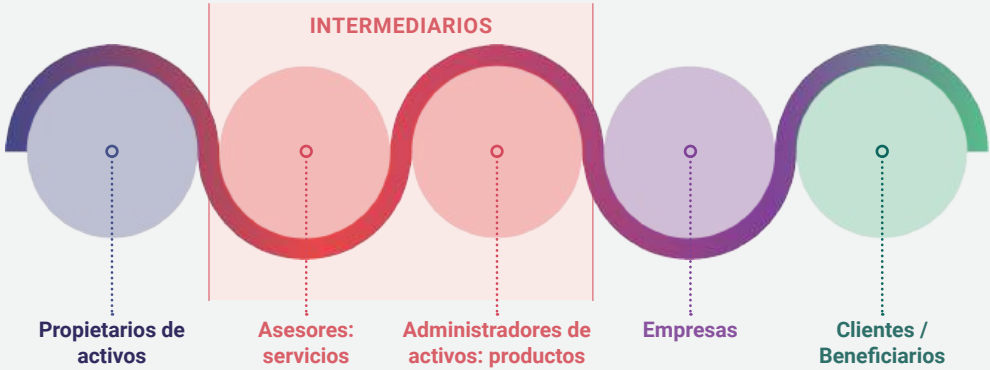 INTERMEDIARIOS
Propietarios de
activos
Asesores:
servicios
Administradores de
activos: productos
Empresas
Clientes /
Beneficiarios